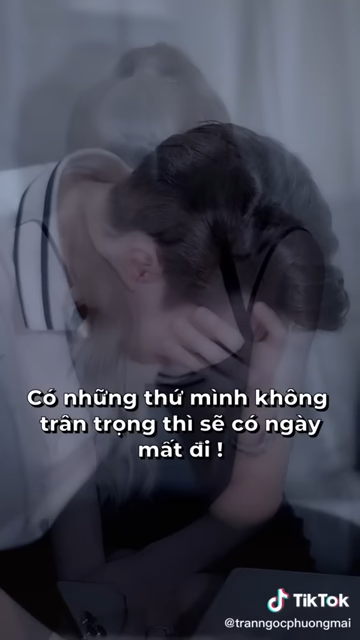 Có những thứ mình không
trân trọng thì sẽ có ngày
mất đi !
TikTok
@tranngocphuongmai